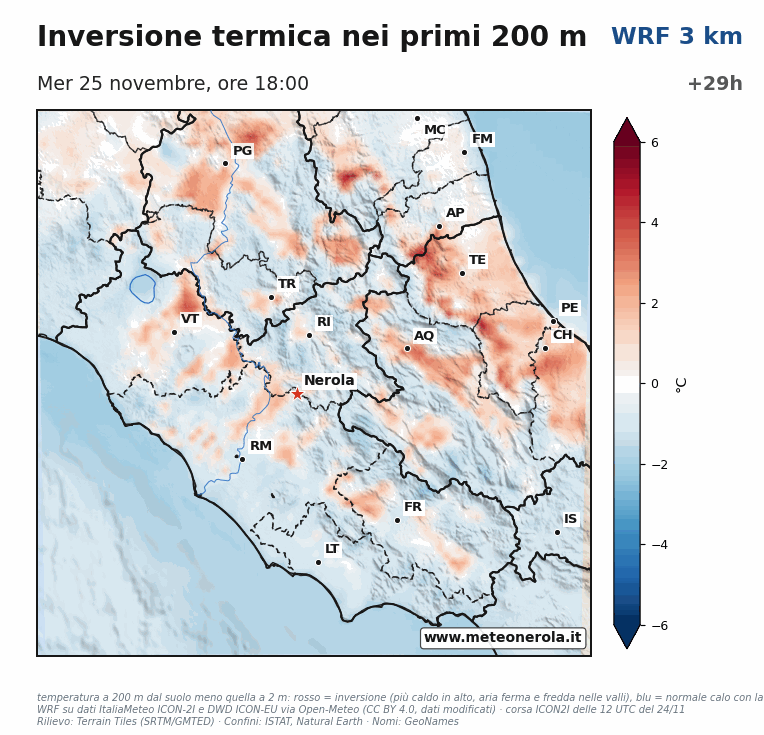 Inversione termica nei primi 200 m
WRF 3 km
Mer 25 novembre, ore 18:00
+29h
MC
FM
PG
AP
TE
TR
PE
VT
RI
AQ
CH
Nerola
RM
FR
IS
LT
www.meteonerola.it
6
4
2
0
−2
−4
−6
°C
temperatura a 200 m dal suolo meno quella a 2 m: rosso = inversione (più caldo in alto, aria ferma e fredda nelle valli), blu = normale calo con la
WRF su dati ItaliaMeteo ICON-2I e DWD ICON-EU via Open-Meteo (CC BY 4.0, dati modificati) · corsa ICON2I delle 12 UTC del 24/11
Rilievo: Terrain Tiles (SRTM/GMTED) · Confini: ISTAT, Natural Earth · Nomi: GeoNames